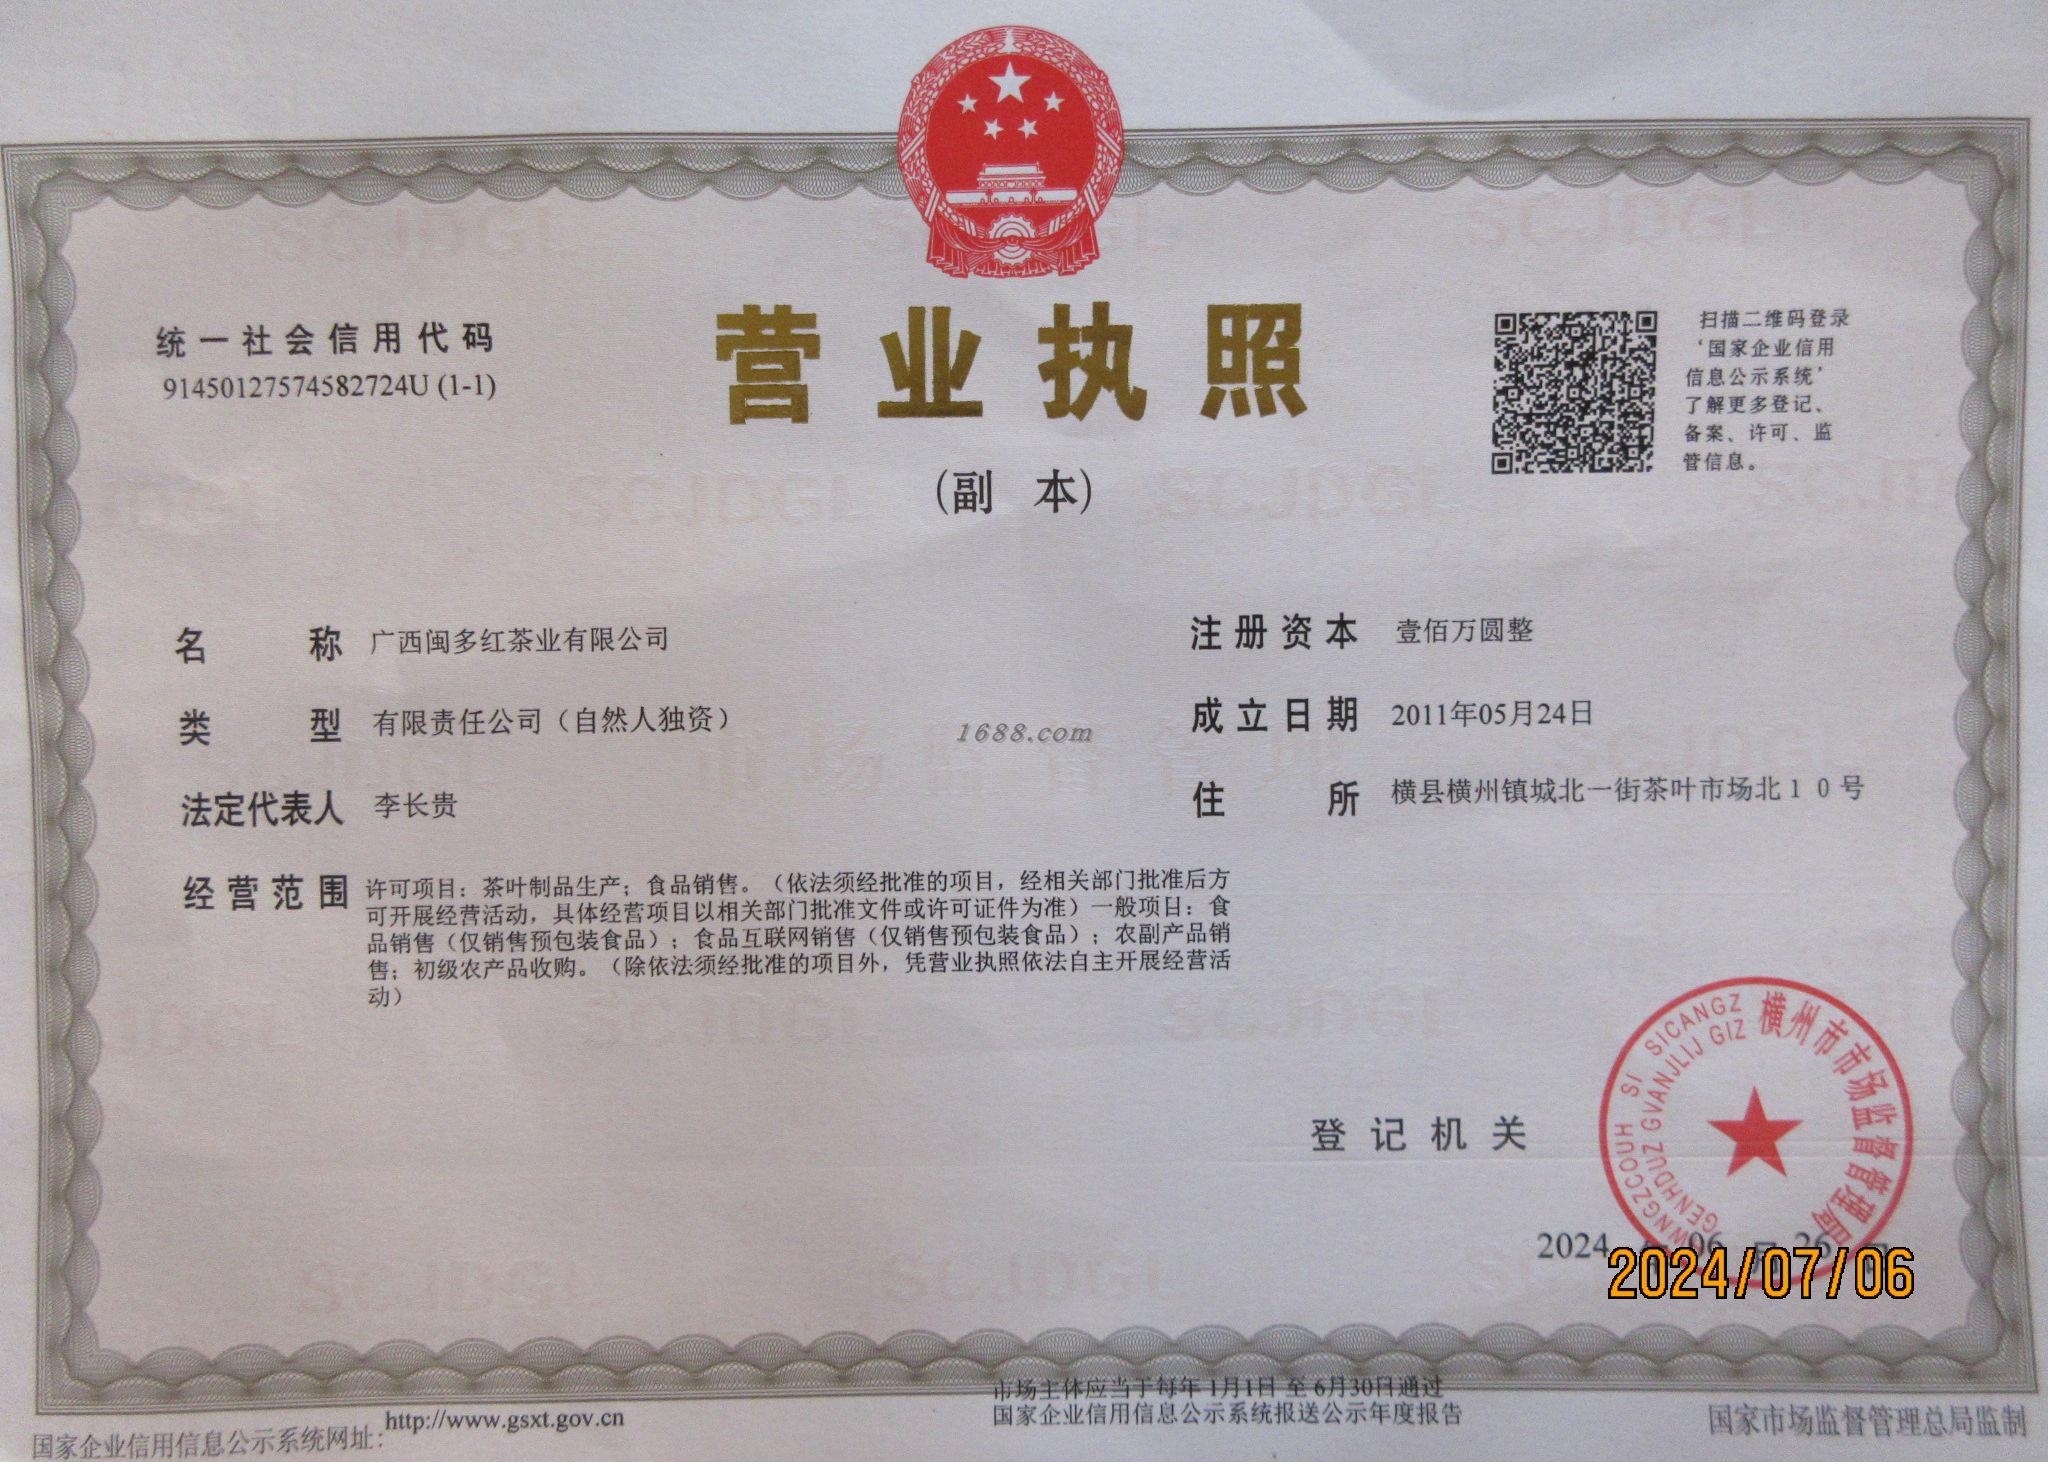 统一社会信用代码
91450127574582724U (1-1)
营业执照
(副 本)
扫描二维码登录
‘国家企业信用
信息公示系统’
了解更多登记、
备案、许可、监
管信息。
名 称 广西闽多红茶业有限公司
类 型 有限责任公司（自然人独资）
法定代表人 李长贵
经营范围 许可项目：茶叶制品生产；食品销售。（依法须经批准的项目，经相关部门批准后方
可开展经营活动，具体经营项目以相关部门批准文件或许可证件为准）一般项目：食
品销售（仅销售预包装食品）；食品互联网销售（仅销售预包装食品）；农副产品销
售；初级农产品收购。（除依法须经批准的项目外，凭营业执照依法自主开展经营活
动）
注册资本 壹佰万圆整
成立日期 2011年05月24日
住 所 横县横州镇城北一街茶叶市场北１０号
1688.com
登记机关
横州市市场监督管理局
HWNGZCOUH SI SICANGZ
GENHDUZ GVANJLIJ GIZ
2024年06月26日
2024/07/06
国家企业信用信息公示系统网址：http://www.gsxt.gov.cn
市场主体应当于每年1月1日 至 6月30日通过
国家企业信用信息公示系统报送公示年度报告
国家市场监督管理总局监制